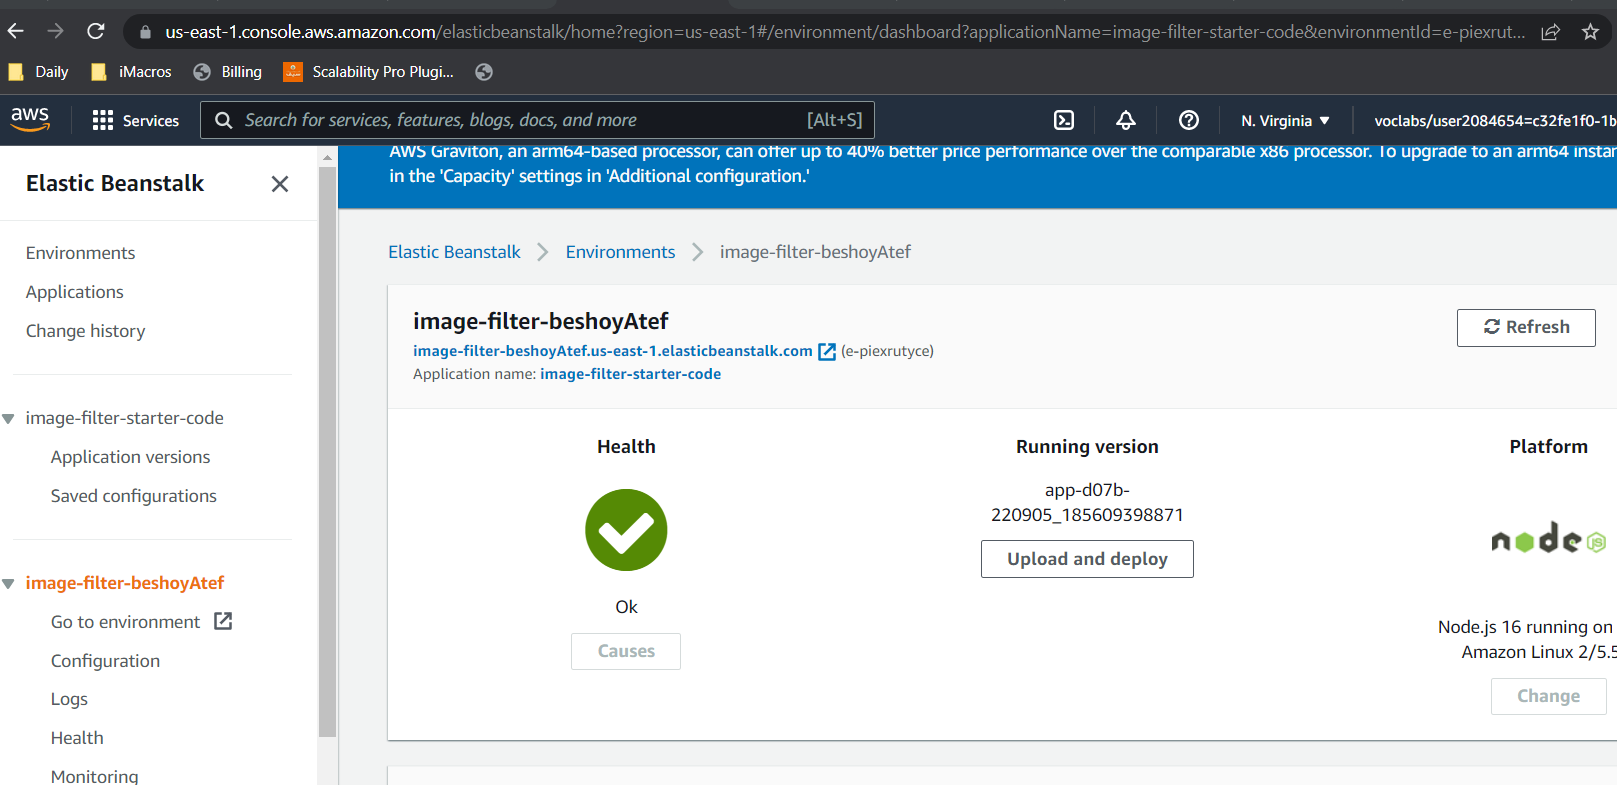 us-east-1.console.aws.amazon.com/elasticbeanstalk/home?region=us-east-1#/environment/dashboard?applicationName=image-filter-starter-code&environmentId=e-piexrut...
Daily iMacros Billing Scalability Pro Plugi...
aws Services Search for services, features, blogs, docs, and more [Alt+S] N. Virginia ▼ voclabs/user2084654=c32fe1f0-1b
AWS Graviton, an arm64-based processor, can offer up to 40% better price performance over the comparable x86 processor. To upgrade to an arm64 instan
in the 'Capacity' settings in 'Additional configuration.'
Elastic Beanstalk
Environments
Applications
Change history
image-filter-starter-code
Application versions
Saved configurations
image-filter-beshoyAtef
Go to environment
Configuration
Logs
Health
Monitoring
Elastic Beanstalk > Environments > image-filter-beshoyAtef
image-filter-beshoyAtef
Refresh
image-filter-beshoyAtef.us-east-1.elasticbeanstalk.com (e-piexrutyce)
Application name: image-filter-starter-code
Health
Ok
Causes
Running version
app-d07b-
220905_185609398871
Upload and deploy
Platform
node JS
Node.js 16 running on
Amazon Linux 2/5.5
Change